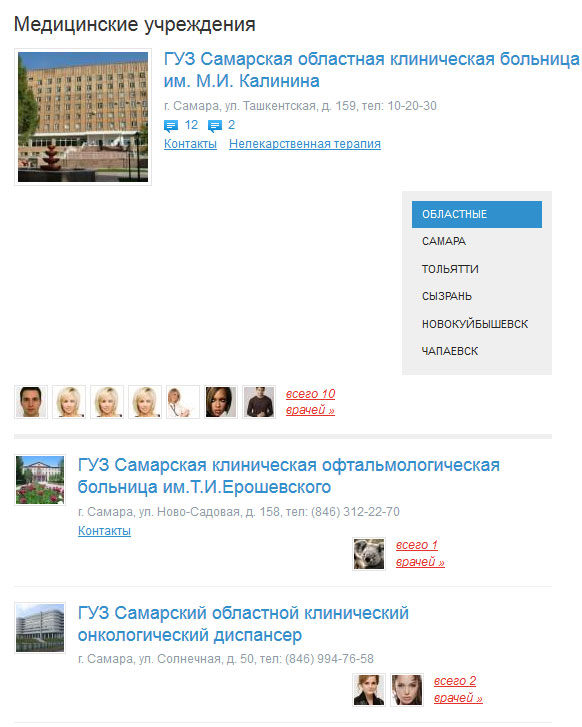 Медицинские учреждения
ГУЗ Самарская областная клиническая больница
им. М.И. Калинина
г. Самара, ул. Ташкентская, д. 159, тел: 10-20-30
12 2
Контакты Нелекарственная терапия
ОБЛАСТНЫЕ
САМАРА
ТОЛЬЯТТИ
СЫЗРАНЬ
НОВОКУЙБЫШЕВСК
ЧАПАЕВСК
всего 10
врачей »
ГУЗ Самарская клиническая офтальмологическая
больница им.Т.И.Ерошевского
г. Самара, ул. Ново-Садовая, д. 158, тел: (846) 312-22-70
Контакты
всего 1
врачей »
ГУЗ Самарский областной клинический
онкологический диспансер
г. Самара, ул. Солнечная, д. 50, тел: (846) 994-76-58
всего 2
врачей »